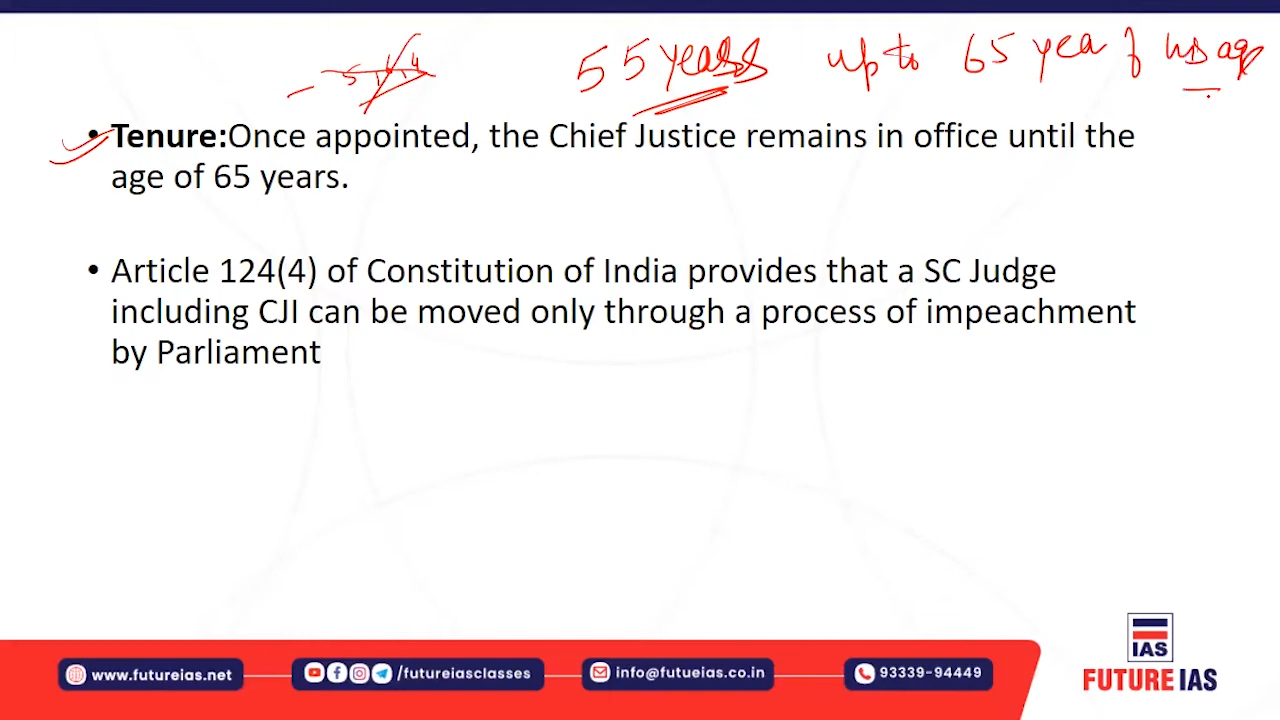 55 years up to 65 yea of his age
• Tenure:Once appointed, the Chief Justice remains in office until the
age of 65 years.
• Article 124(4) of Constitution of India provides that a SC Judge
including CJI can be moved only through a process of impeachment
by Parliament
www.futureias.net
/futureiasclasses
info@futueias.co.in
93339-94449
IAS
FUTURE IAS